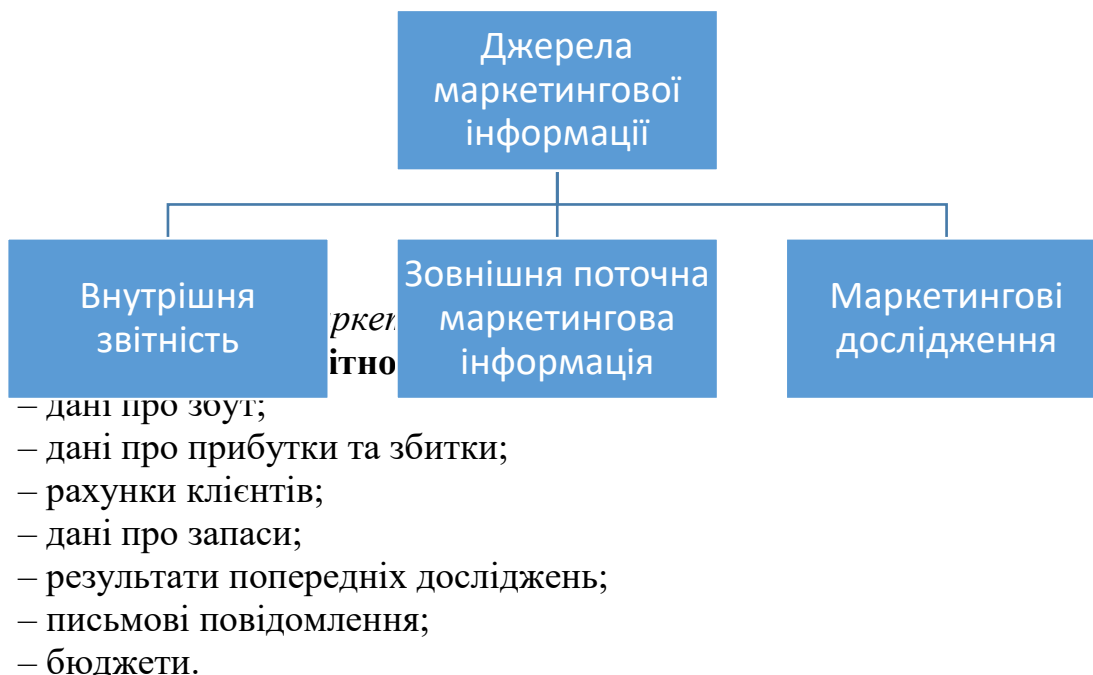 Джерела
маркетингової
інформації
Внутрішня
звітність
Зовнішня поточна
маркетингова
інформація
Маркетингові
дослідження
– дані про збут;
– дані про прибутки та збитки;
– рахунки клієнтів;
– дані про запаси;
– результати попередніх досліджень;
– письмові повідомлення;
– бюджети.